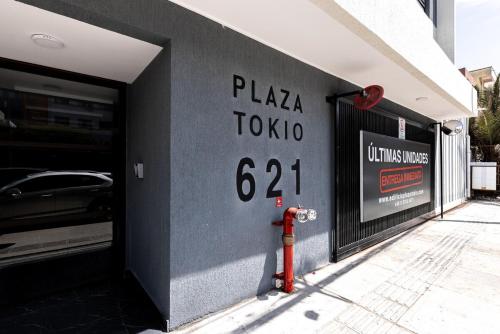 PLAZA
TOKIO
621
ÚLTIMAS UNIDADES
ENTREGA INMEDIATA